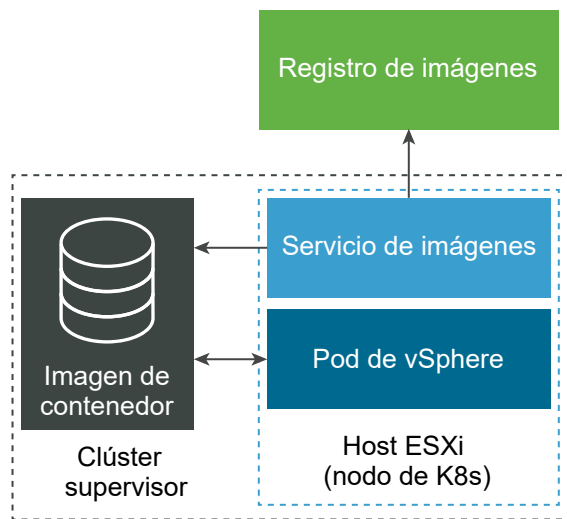 Registro de imágenes
Servicio de imágenes
Pod de vSphere
Imagen de
contenedor
Clúster
supervisor
Host ESXi
(nodo de K8s)